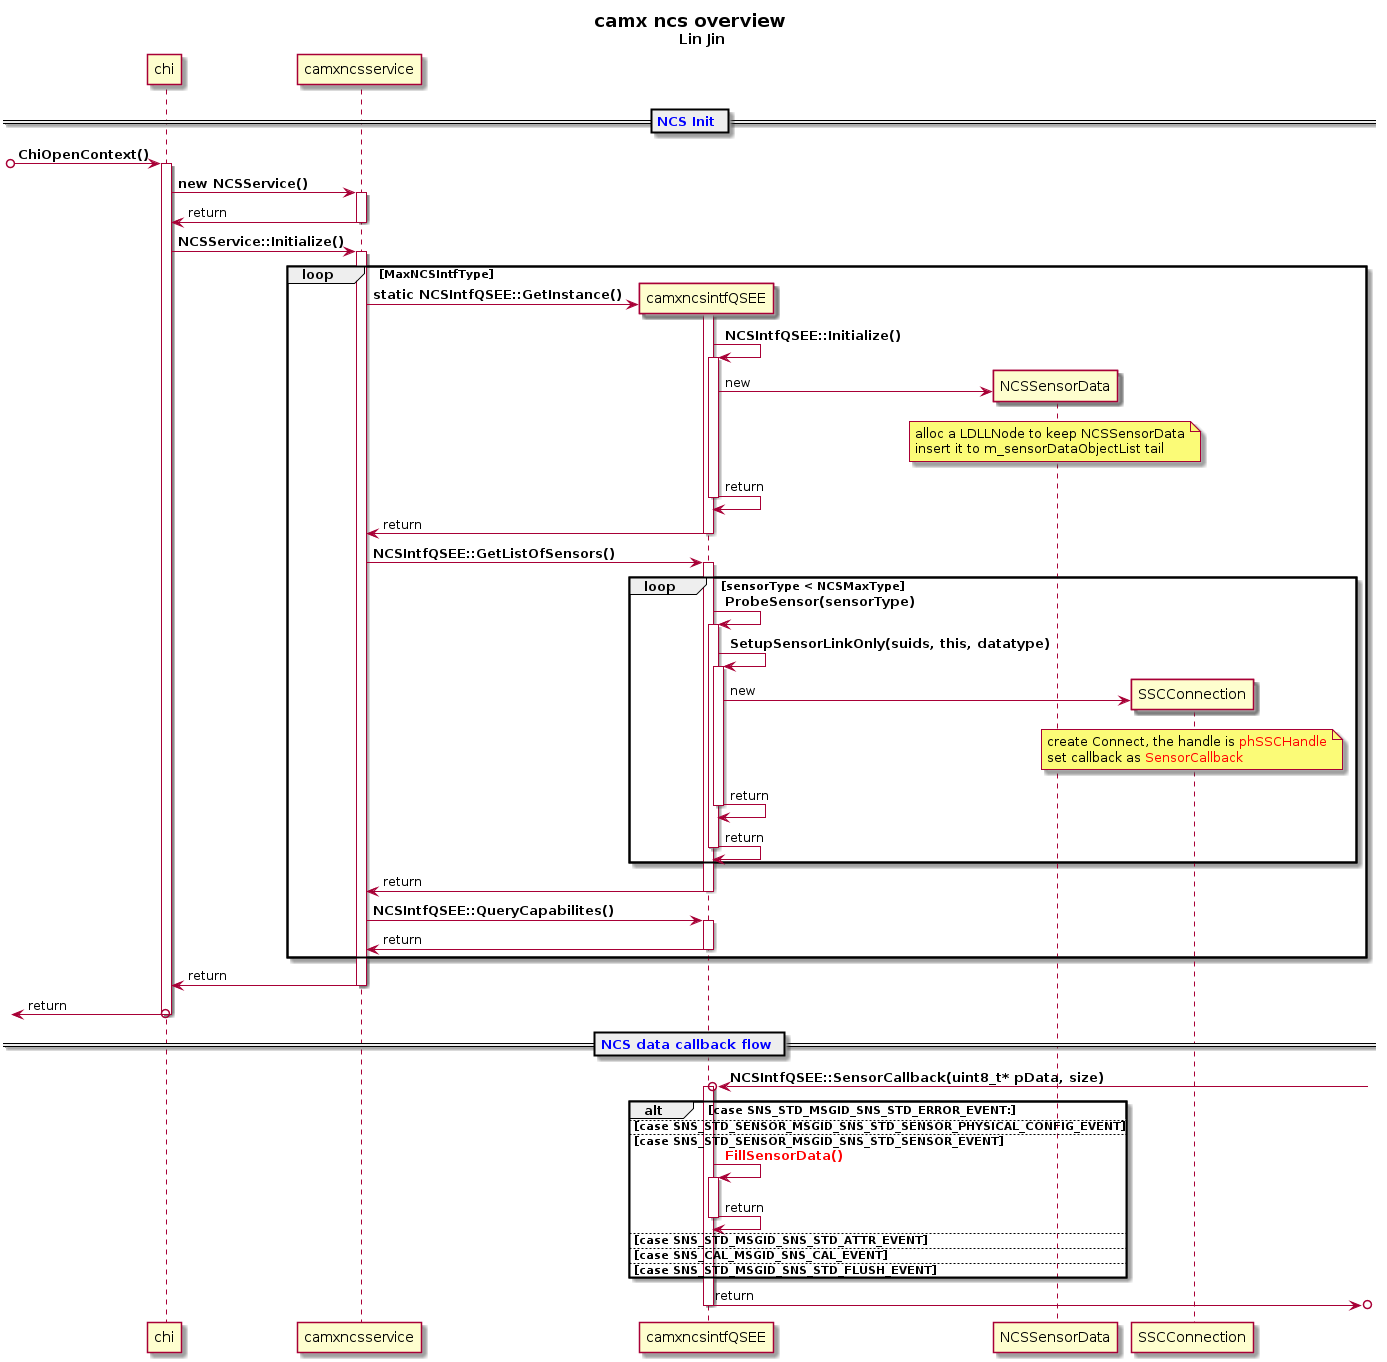 camx ncs overview
Lin Jin
chi
camxncsservice
NCS Init
ChiOpenContext()
new NCSService()
return
NCSService::Initialize()
loop [MaxNCSIntfType]
static NCSIntfQSEE::GetInstance()
camxncsintfQSEE
NCSIntfQSEE::Initialize()
new
NCSSensorData
alloc a LDLLNode to keep NCSSensorData
insert it to m_sensorDataObjectList tail
return
return
NCSIntfQSEE::GetListOfSensors()
loop [sensorType < NCSMaxType]
ProbeSensor(sensorType)
SetupSensorLinkOnly(suids, this, datatype)
new
SSCConnection
create Connect, the handle is phSSCHandle
set callback as SensorCallback
return
return
return
NCSIntfQSEE::QueryCapabilites()
return
return
return
NCS data callback flow
NCSIntfQSEE::SensorCallback(uint8_t* pData, size)
alt [case SNS_STD_MSGID_SNS_STD_ERROR_EVENT:]
[case SNS_STD_SENSOR_MSGID_SNS_STD_SENSOR_PHYSICAL_CONFIG_EVENT]
[case SNS_STD_SENSOR_MSGID_SNS_STD_SENSOR_EVENT]
FillSensorData()
return
[case SNS_STD_MSGID_SNS_STD_ATTR_EVENT]
[case SNS_CAL_MSGID_SNS_CAL_EVENT]
[case SNS_STD_MSGID_SNS_STD_FLUSH_EVENT]
return
chi
camxncsservice
camxncsintfQSEE
NCSSensorData
SSCConnection